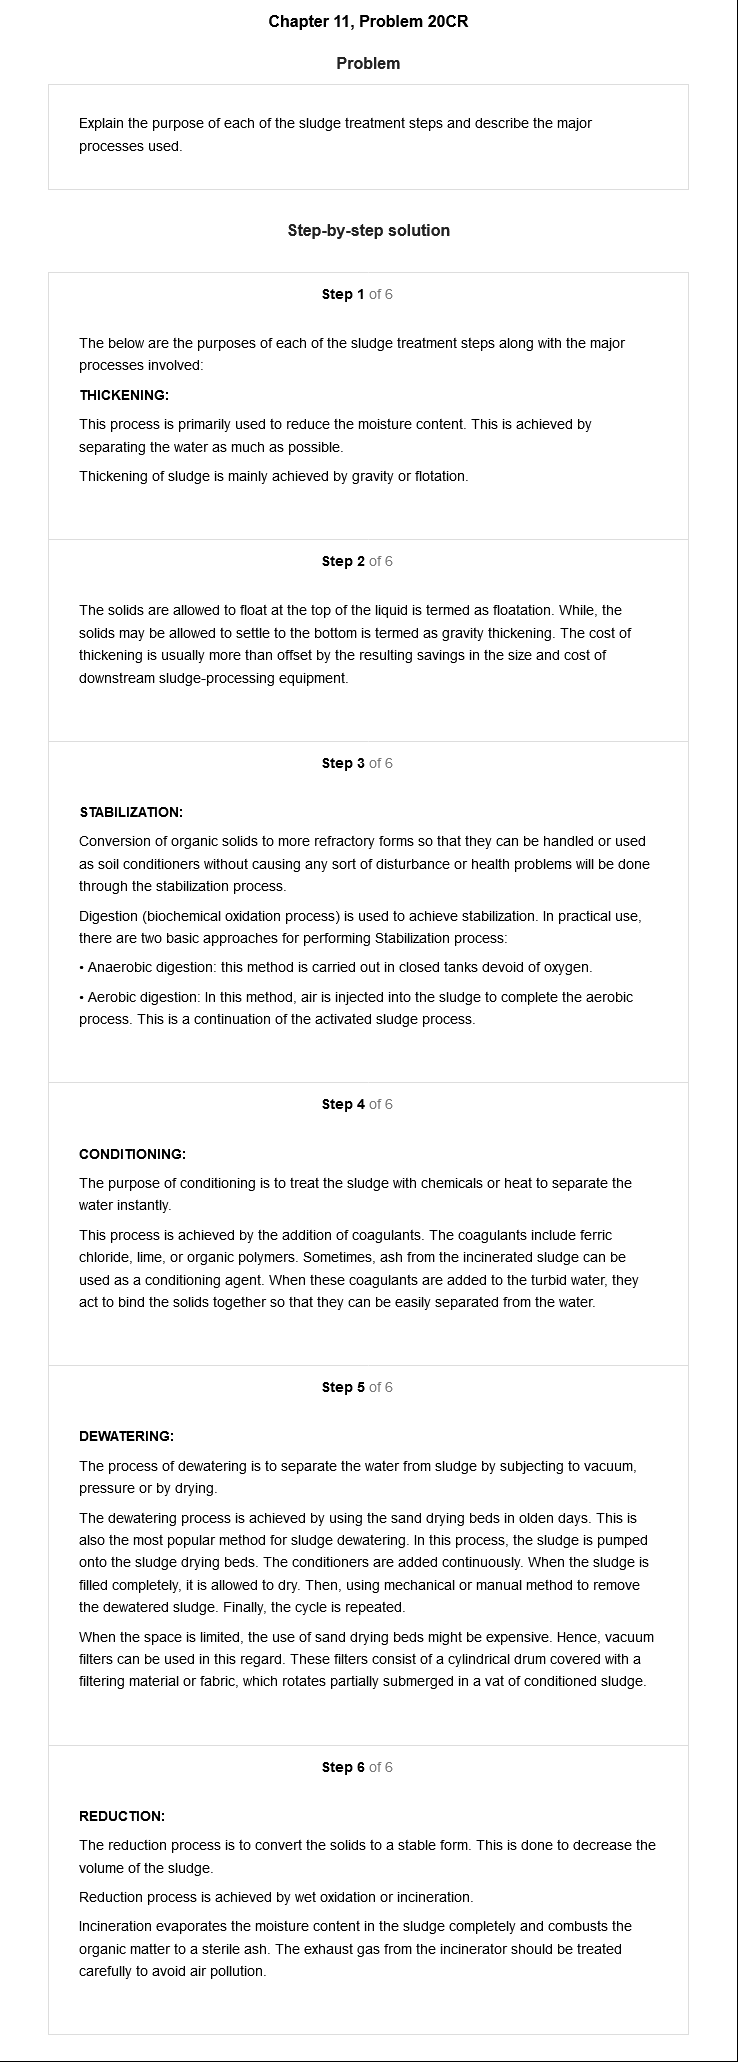 Chapter 11, Problem 20CR
Problem
Explain the purpose of each of the sludge treatment steps and describe the major
processes used.
Step-by-step solution
Step 1 of 6
The below are the purposes of each of the sludge treatment steps along with the major
processes involved:
THICKENING:
This process is primarily used to reduce the moisture content. This is achieved by
separating the water as much as possible.
Thickening of sludge is mainly achieved by gravity or flotation.
Step 2 of 6
The solids are allowed to float at the top of the liquid is termed as floatation. While, the
solids may be allowed to settle to the bottom is termed as gravity thickening. The cost of
thickening is usually more than offset by the resulting savings in the size and cost of
downstream sludge-processing equipment.
Step 3 of 6
STABILIZATION:
Conversion of organic solids to more refractory forms so that they can be handled or used
as soil conditioners without causing any sort of disturbance or health problems will be done
through the stabilization process.
Digestion (biochemical oxidation process) is used to achieve stabilization. In practical use,
there are two basic approaches for performing Stabilization process:
• Anaerobic digestion: this method is carried out in closed tanks devoid of oxygen.
• Aerobic digestion: In this method, air is injected into the sludge to complete the aerobic
process. This is a continuation of the activated sludge process.
Step 4 of 6
CONDITIONING:
The purpose of conditioning is to treat the sludge with chemicals or heat to separate the
water instantly.
This process is achieved by the addition of coagulants. The coagulants include ferric
chloride, lime, or organic polymers. Sometimes, ash from the incinerated sludge can be
used as a conditioning agent. When these coagulants are added to the turbid water, they
act to bind the solids together so that they can be easily separated from the water.
Step 5 of 6
DEWATERING:
The process of dewatering is to separate the water from sludge by subjecting to vacuum,
pressure or by drying.
The dewatering process is achieved by using the sand drying beds in olden days. This is
also the most popular method for sludge dewatering. In this process, the sludge is pumped
onto the sludge drying beds. The conditioners are added continuously. When the sludge is
filled completely, it is allowed to dry. Then, using mechanical or manual method to remove
the dewatered sludge. Finally, the cycle is repeated.
When the space is limited, the use of sand drying beds might be expensive. Hence, vacuum
filters can be used in this regard. These filters consist of a cylindrical drum covered with a
filtering material or fabric, which rotates partially submerged in a vat of conditioned sludge.
Step 6 of 6
REDUCTION:
The reduction process is to convert the solids to a stable form. This is done to decrease the
volume of the sludge.
Reduction process is achieved by wet oxidation or incineration.
Incineration evaporates the moisture content in the sludge completely and combusts the
organic matter to a sterile ash. The exhaust gas from the incinerator should be treated
carefully to avoid air pollution.